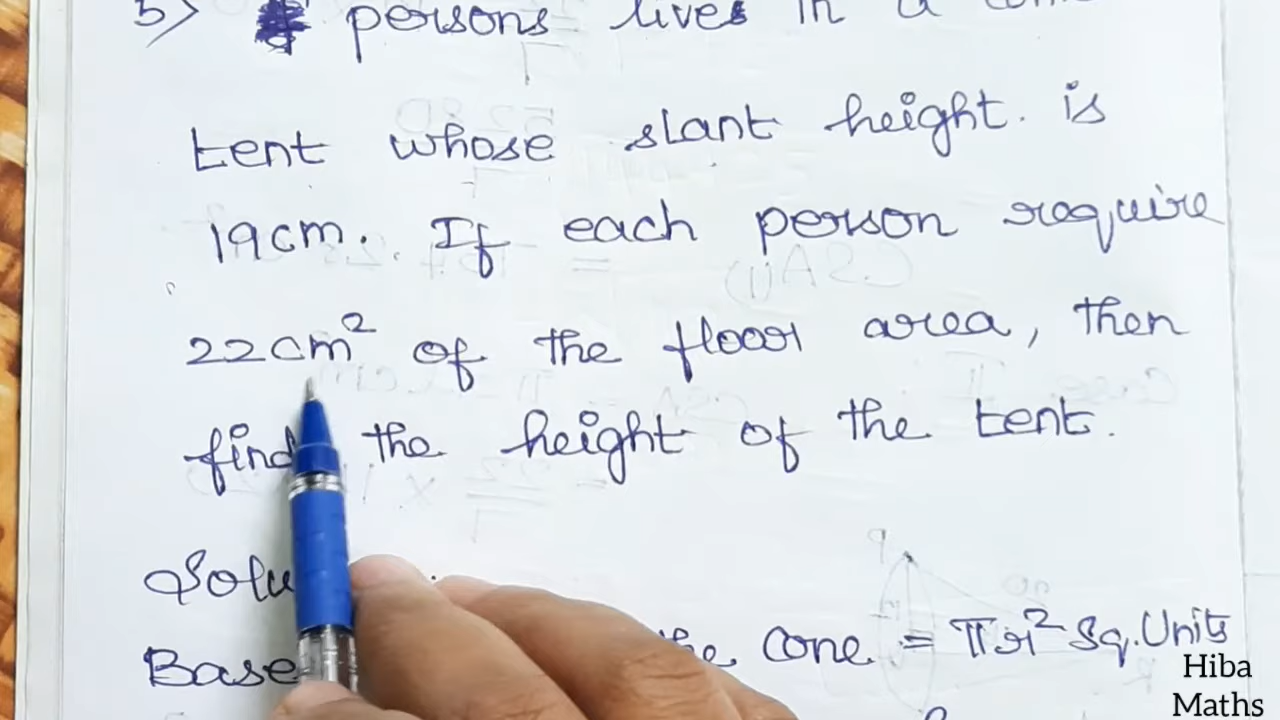 5) persons lives in a
tent whose slant height. is
19cm. If each person require
22cm² of the floor area, then
find the height of the tent.
Solu
Base the cone = πr² Sq. Units
Hiba
Maths